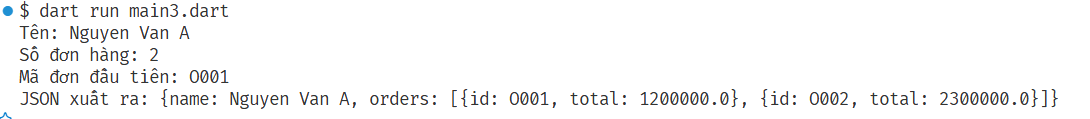 $ dart run main3.dart
Tên: Nguyen Van A
Số đơn hàng: 2
Mã đơn đầu tiên: O001
JSON xuất ra: {name: Nguyen Van A, orders: [{id: O001, total: 1200000.0}, {id: O002, total: 2300000.0}]}